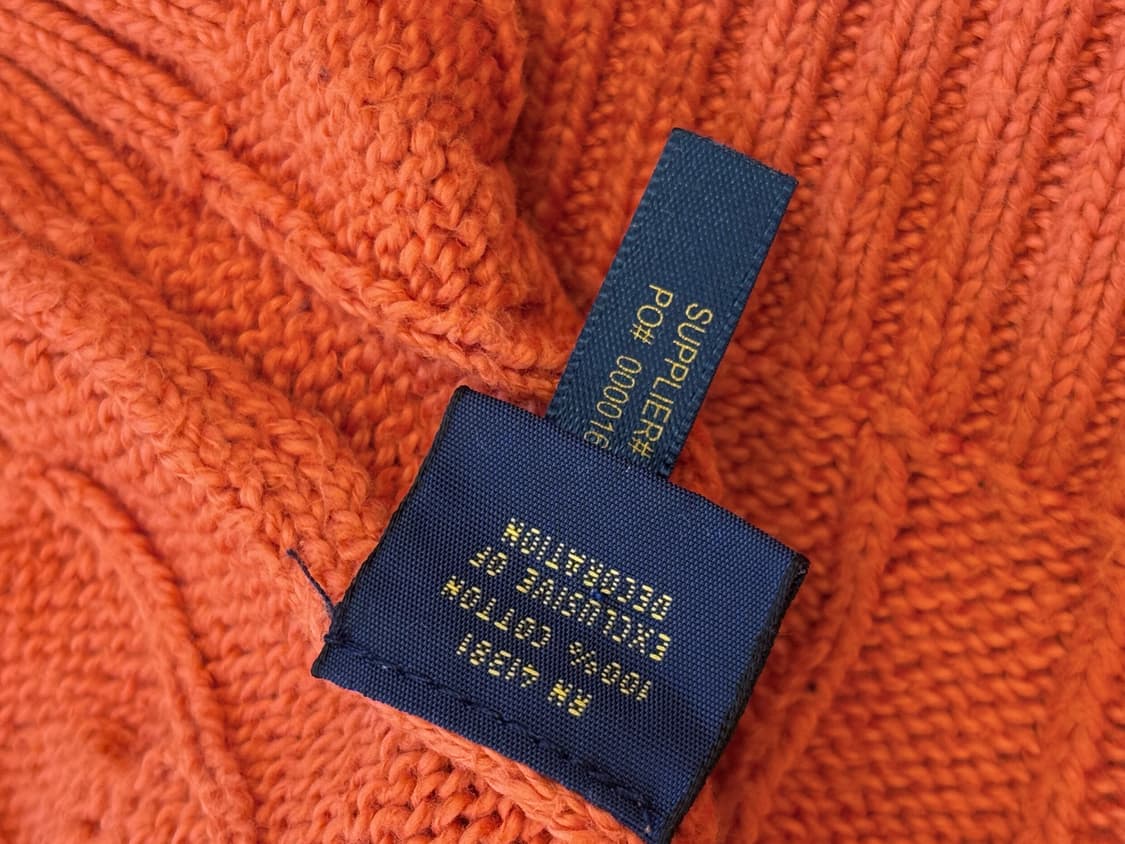 SUPPLIER#
PO# 000016
RN 41381
100% COTTON
EXCLUSIVE OF
DECORATION